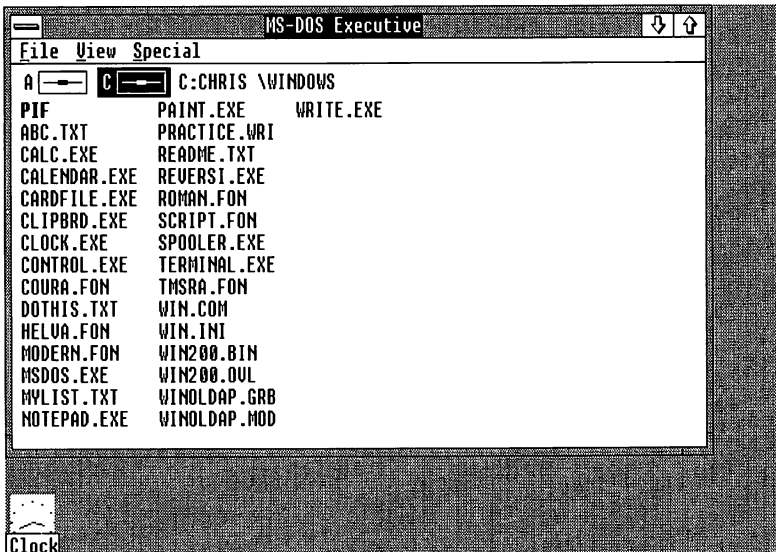 MS-DOS Executive
File View Special
A C C:CHRIS \WINDOWS
PIF PAINT.EXE WRITE.EXE
ABC.TXT PRACTICE.WRI
CALC.EXE README.TXT
CALENDAR.EXE REVERSI.EXE
CARDFILE.EXE ROMAN.FON
CLIPBRD.EXE SCRIPT.FON
CLOCK.EXE SPOOLER.EXE
CONTROL.EXE TERMINAL.EXE
COURA.FON TMSRA.FON
DOTHIS.TXT WIN.COM
HELVA.FON WIN.INI
MODERN.FON WIN200.BIN
MSDOS.EXE WIN200.OVL
MYLIST.TXT WINOLDAP.GRB
NOTEPAD.EXE WINOLDAP.MOD
Clock